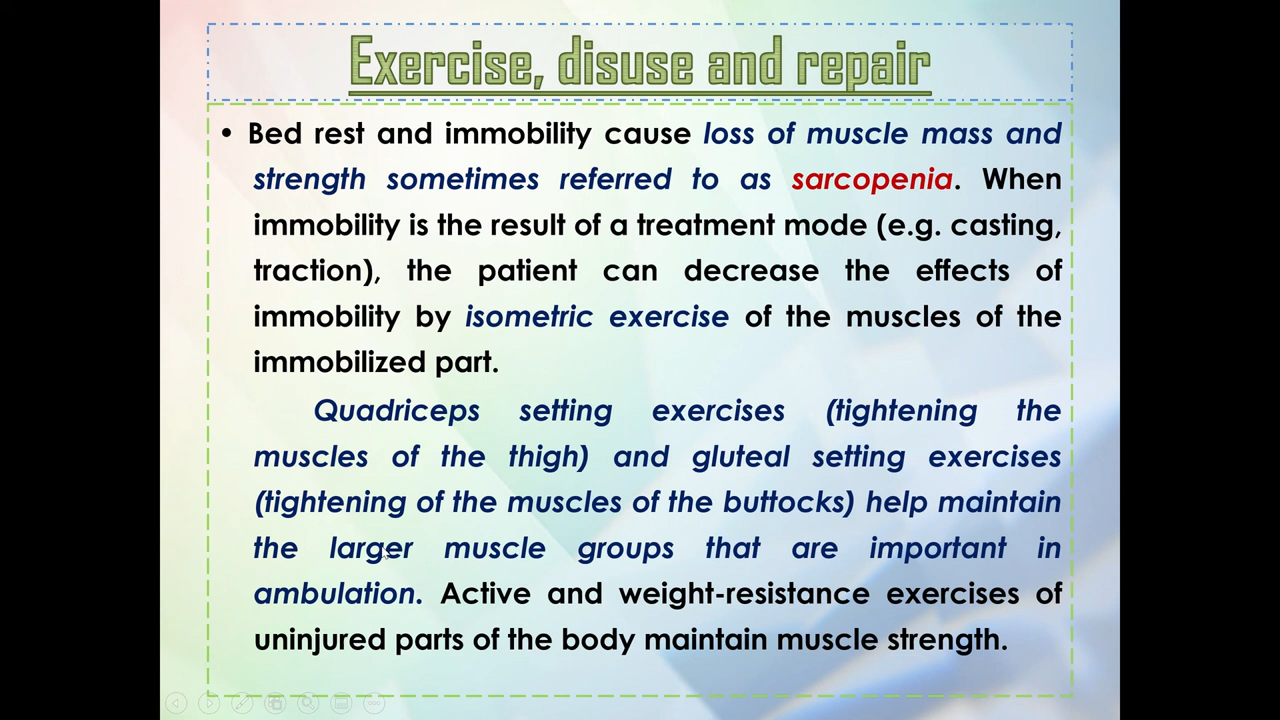 Exercise, disuse and repair
• Bed rest and immobility cause loss of muscle mass and
strength sometimes referred to as sarcopenia. When
immobility is the result of a treatment mode (e.g. casting,
traction), the patient can decrease the effects of
immobility by isometric exercise of the muscles of the
immobilized part.
Quadriceps setting exercises (tightening the
muscles of the thigh) and gluteal setting exercises
(tightening of the muscles of the buttocks) help maintain
the larger muscle groups that are important in
ambulation. Active and weight-resistance exercises of
uninjured parts of the body maintain muscle strength.